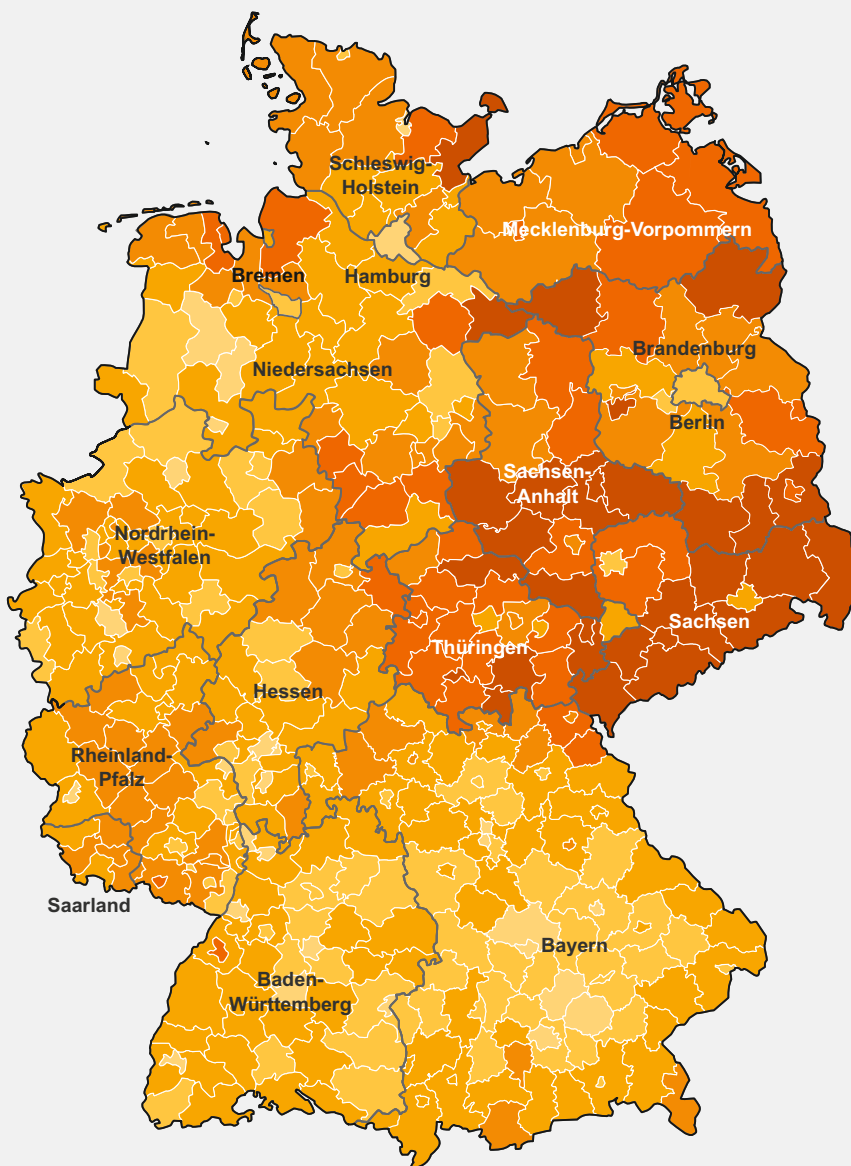 Schleswig-
Holstein
Mecklenburg-Vorpommern
Bremen
Hamburg
Brandenburg
Niedersachsen
Berlin
Sachsen-
Anhalt
Nordrhein-
Westfalen
Sachsen
Thüringen
Hessen
Rheinland-
Pfalz
Saarland
Bayern
Baden-
Württemberg